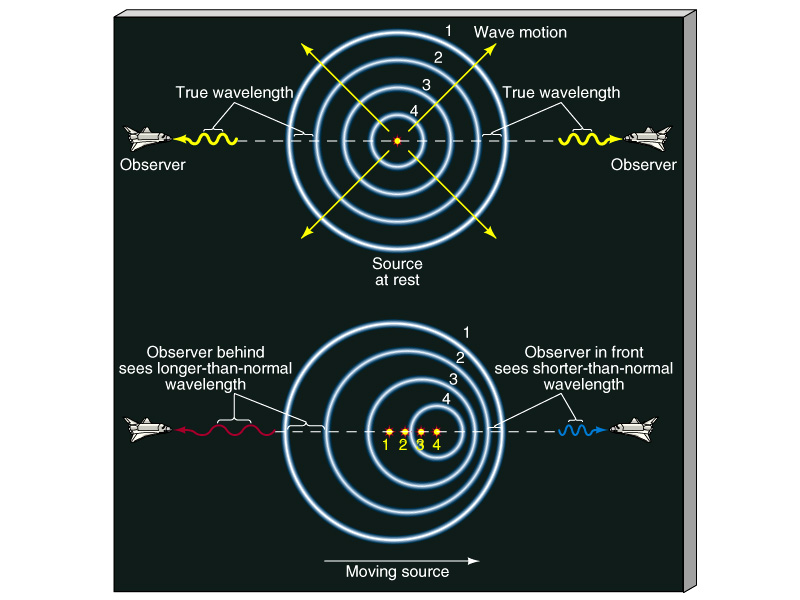 1
Wave motion
2
3
4
True wavelength
True wavelength
Observer
Observer
Source
at rest
1
2
3
4
Observer behind
sees longer-than-normal
wavelength
Observer in front
sees shorter-than-normal
wavelength
1 2 3 4
Moving source